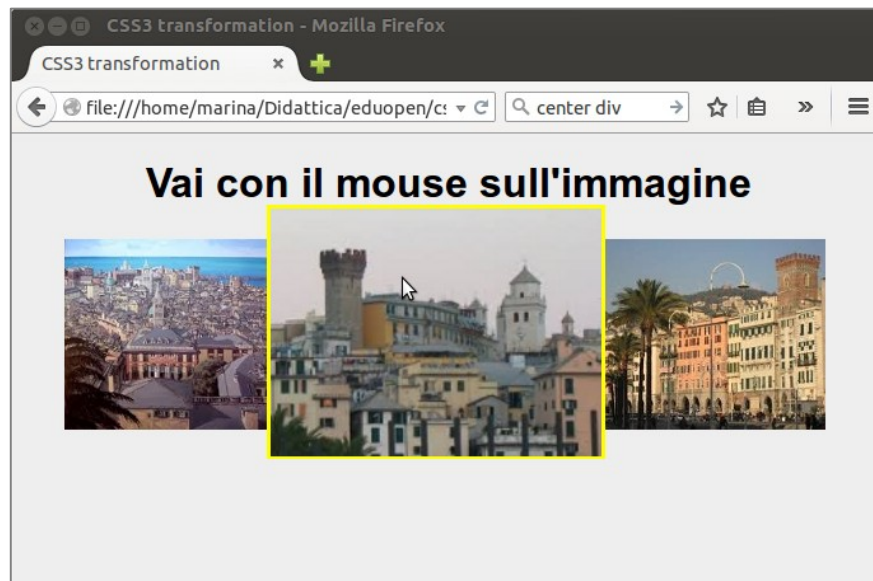 CSS3 transformation - Mozilla Firefox
CSS3 transformation
file:///home/marina/Didattica/eduopen/c
center div
Vai con il mouse sull'immagine